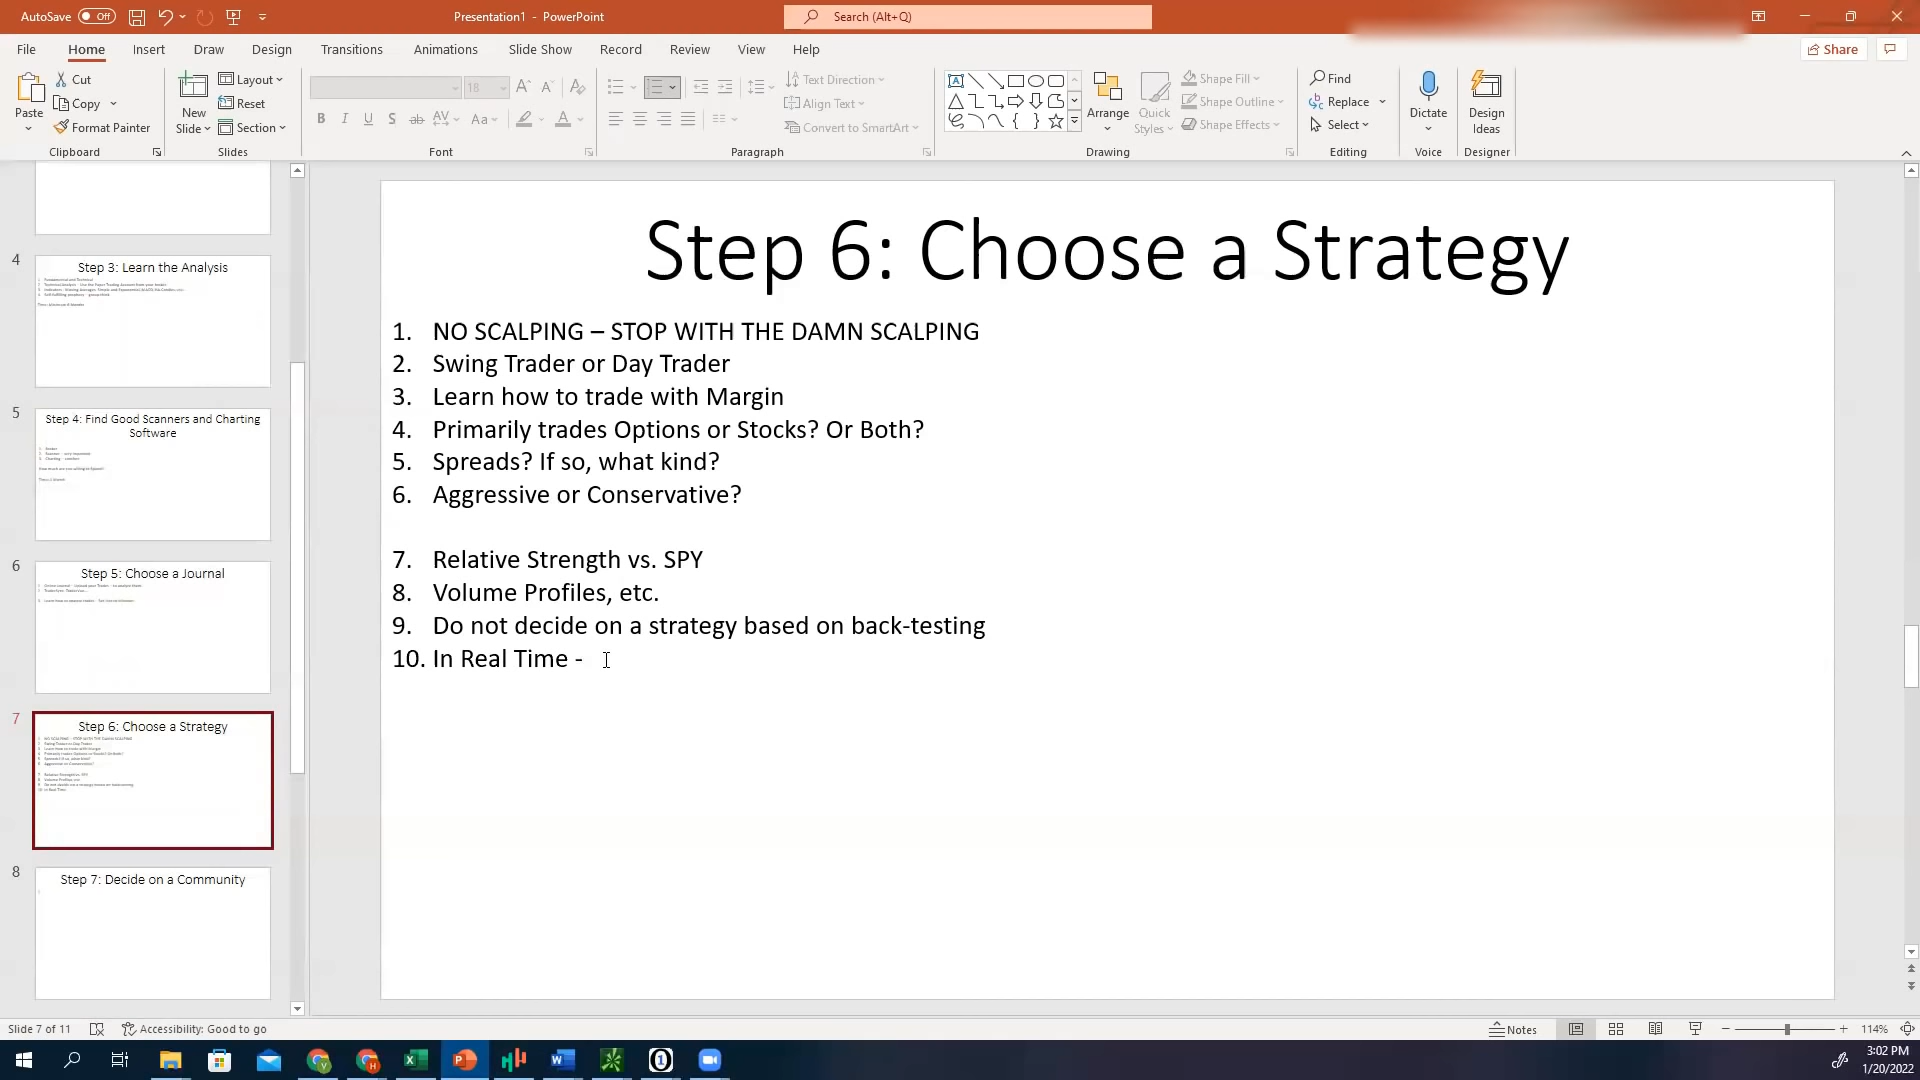 AutoSave Off
Presentation1 - PowerPoint
Search (Alt+Q)
File Home Insert Draw Design Transitions Animations Slide Show Record Review View Help
Share
Paste
Cut
Copy
Format Painter
Clipboard
New Slide
Layout
Reset
Section
Slides
18
Font
Text Direction
Align Text
Convert to SmartArt
Paragraph
Arrange
Quick Styles
Shape Fill
Shape Outline
Shape Effects
Drawing
Find
Replace
Select
Editing
Dictate
Voice
Design Ideas
Designer
4
Step 3: Learn the Analysis
5
Step 4: Find Good Scanners and Charting
Software
6
Step 5: Choose a Journal
7
Step 6: Choose a Strategy
8
Step 7: Decide on a Community
Step 6: Choose a Strategy
1. NO SCALPING – STOP WITH THE DAMN SCALPING
2. Swing Trader or Day Trader
3. Learn how to trade with Margin
4. Primarily trades Options or Stocks? Or Both?
5. Spreads? If so, what kind?
6. Aggressive or Conservative?
7. Relative Strength vs. SPY
8. Volume Profiles, etc.
9. Do not decide on a strategy based on back-testing
10. In Real Time -
Slide 7 of 11
Accessibility: Good to go
Notes
114%
3:02 PM
1/20/2022